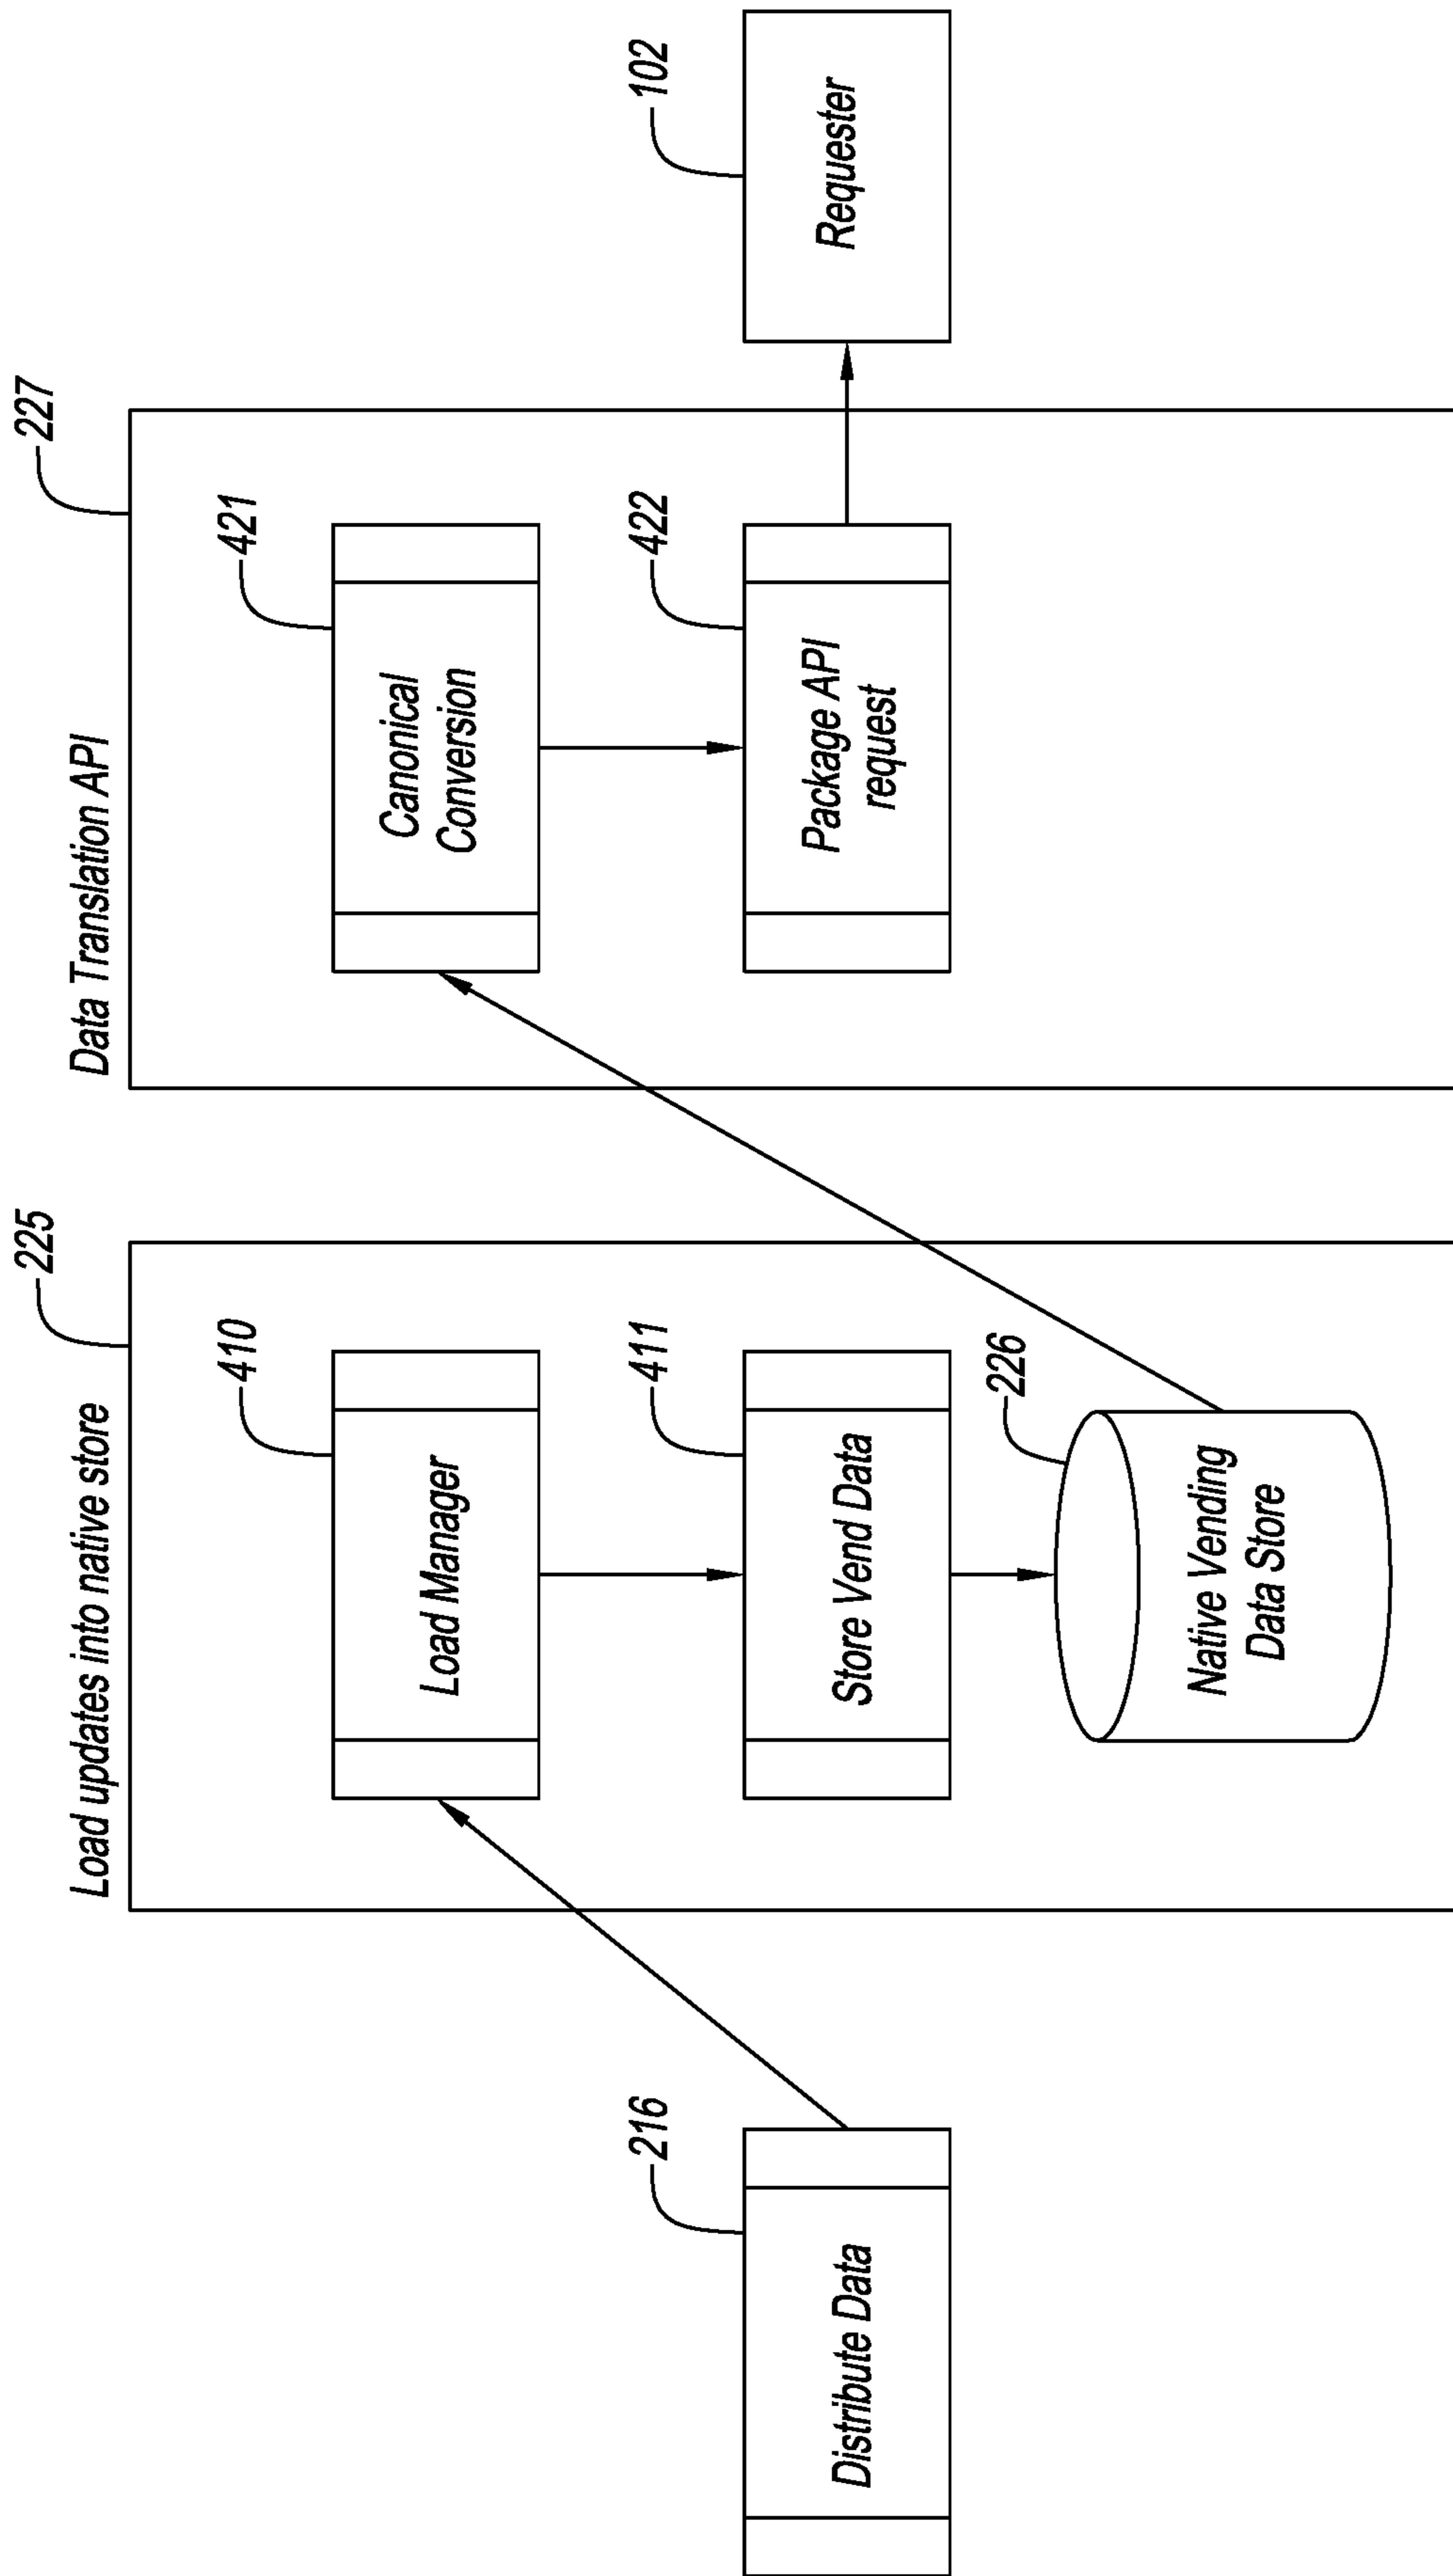 Load updates into native store
225
Data Translation API
227
216
Distribute Data
410
Load Manager
411
Store Vend Data
226
Native Vending
Data Store
421
Canonical
Conversion
422
Package API
request
102
Requester